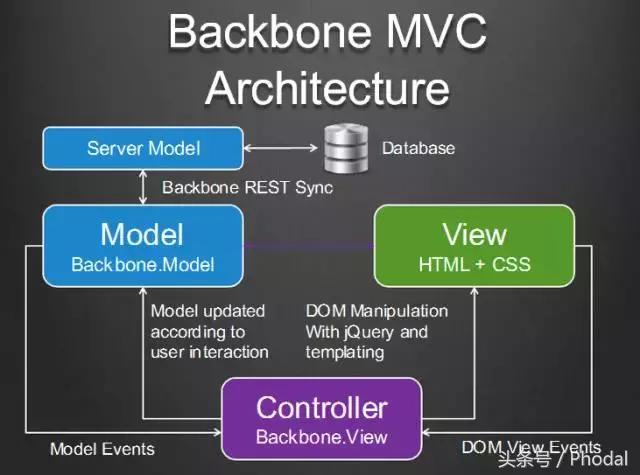 Backbone MVC
Architecture
Server Model
Database
Backbone REST Sync
Model
Backbone.Model
View
HTML + CSS
Model updated
according to
user interaction
DOM Manipulation
With jQuery and
templating
Controller
Backbone.View
Model Events
DOM View Events
头条号 / Phodal